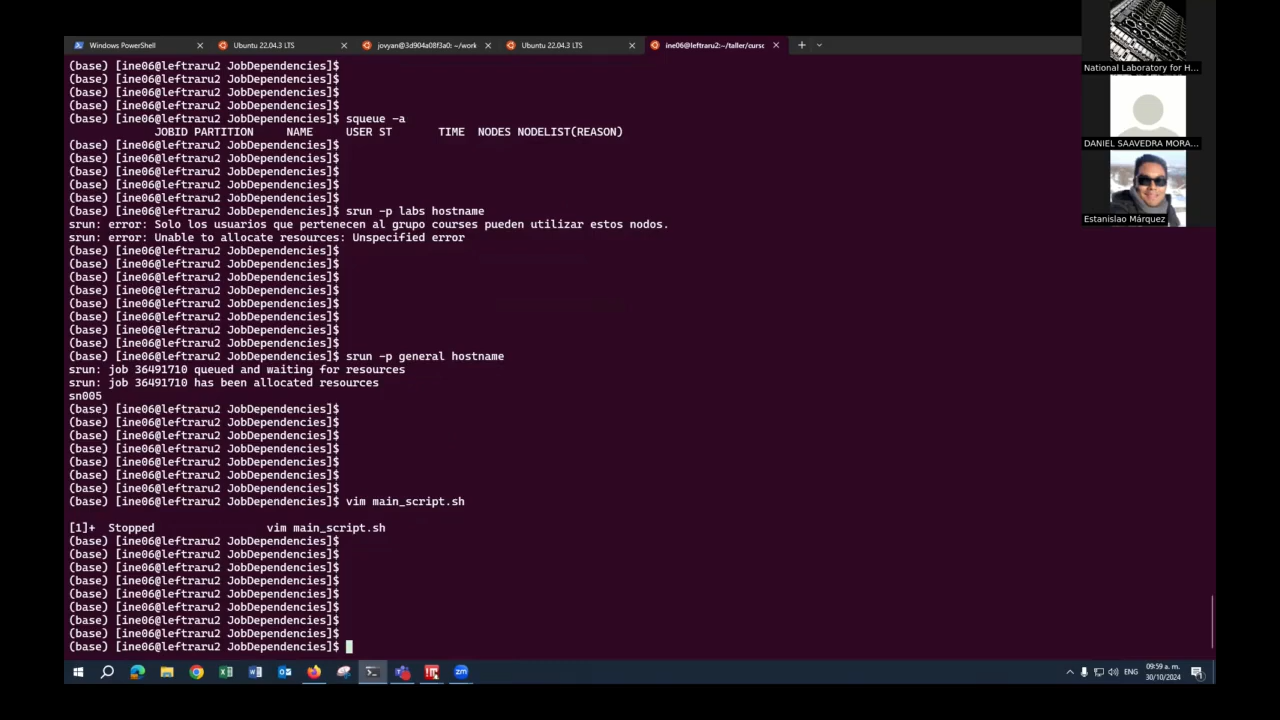 Windows PowerShell
Ubuntu 22.04.3 LTS
jovyan@3d904a08f3a0: ~/work
Ubuntu 22.04.3 LTS
ine06@leftraru2:~/taller/cursc
(base) [ine06@leftraru2 JobDependencies]$
(base) [ine06@leftraru2 JobDependencies]$
(base) [ine06@leftraru2 JobDependencies]$
(base) [ine06@leftraru2 JobDependencies]$
(base) [ine06@leftraru2 JobDependencies]$ squeue -a
JOBID PARTITION NAME USER ST TIME NODES NODELIST(REASON)
(base) [ine06@leftraru2 JobDependencies]$
(base) [ine06@leftraru2 JobDependencies]$
(base) [ine06@leftraru2 JobDependencies]$
(base) [ine06@leftraru2 JobDependencies]$
(base) [ine06@leftraru2 JobDependencies]$
(base) [ine06@leftraru2 JobDependencies]$ srun -p labs hostname
srun: error: Solo los usuarios que pertenecen al grupo courses pueden utilizar estos nodos.
srun: error: Unable to allocate resources: Unspecified error
(base) [ine06@leftraru2 JobDependencies]$
(base) [ine06@leftraru2 JobDependencies]$
(base) [ine06@leftraru2 JobDependencies]$
(base) [ine06@leftraru2 JobDependencies]$
(base) [ine06@leftraru2 JobDependencies]$
(base) [ine06@leftraru2 JobDependencies]$
(base) [ine06@leftraru2 JobDependencies]$
(base) [ine06@leftraru2 JobDependencies]$
(base) [ine06@leftraru2 JobDependencies]$ srun -p general hostname
srun: job 36491710 queued and waiting for resources
srun: job 36491710 has been allocated resources
sn005
(base) [ine06@leftraru2 JobDependencies]$
(base) [ine06@leftraru2 JobDependencies]$
(base) [ine06@leftraru2 JobDependencies]$
(base) [ine06@leftraru2 JobDependencies]$
(base) [ine06@leftraru2 JobDependencies]$
(base) [ine06@leftraru2 JobDependencies]$
(base) [ine06@leftraru2 JobDependencies]$
(base) [ine06@leftraru2 JobDependencies]$ vim main_script.sh
[1]+ Stopped vim main_script.sh
(base) [ine06@leftraru2 JobDependencies]$
(base) [ine06@leftraru2 JobDependencies]$
(base) [ine06@leftraru2 JobDependencies]$
(base) [ine06@leftraru2 JobDependencies]$
(base) [ine06@leftraru2 JobDependencies]$
(base) [ine06@leftraru2 JobDependencies]$
(base) [ine06@leftraru2 JobDependencies]$
(base) [ine06@leftraru2 JobDependencies]$
(base) [ine06@leftraru2 JobDependencies]$
National Laboratory for H...
DANIEL SAAVEDRA MORA...
Estanislao Márquez
ENG
09:59 a. m.
30/10/2024